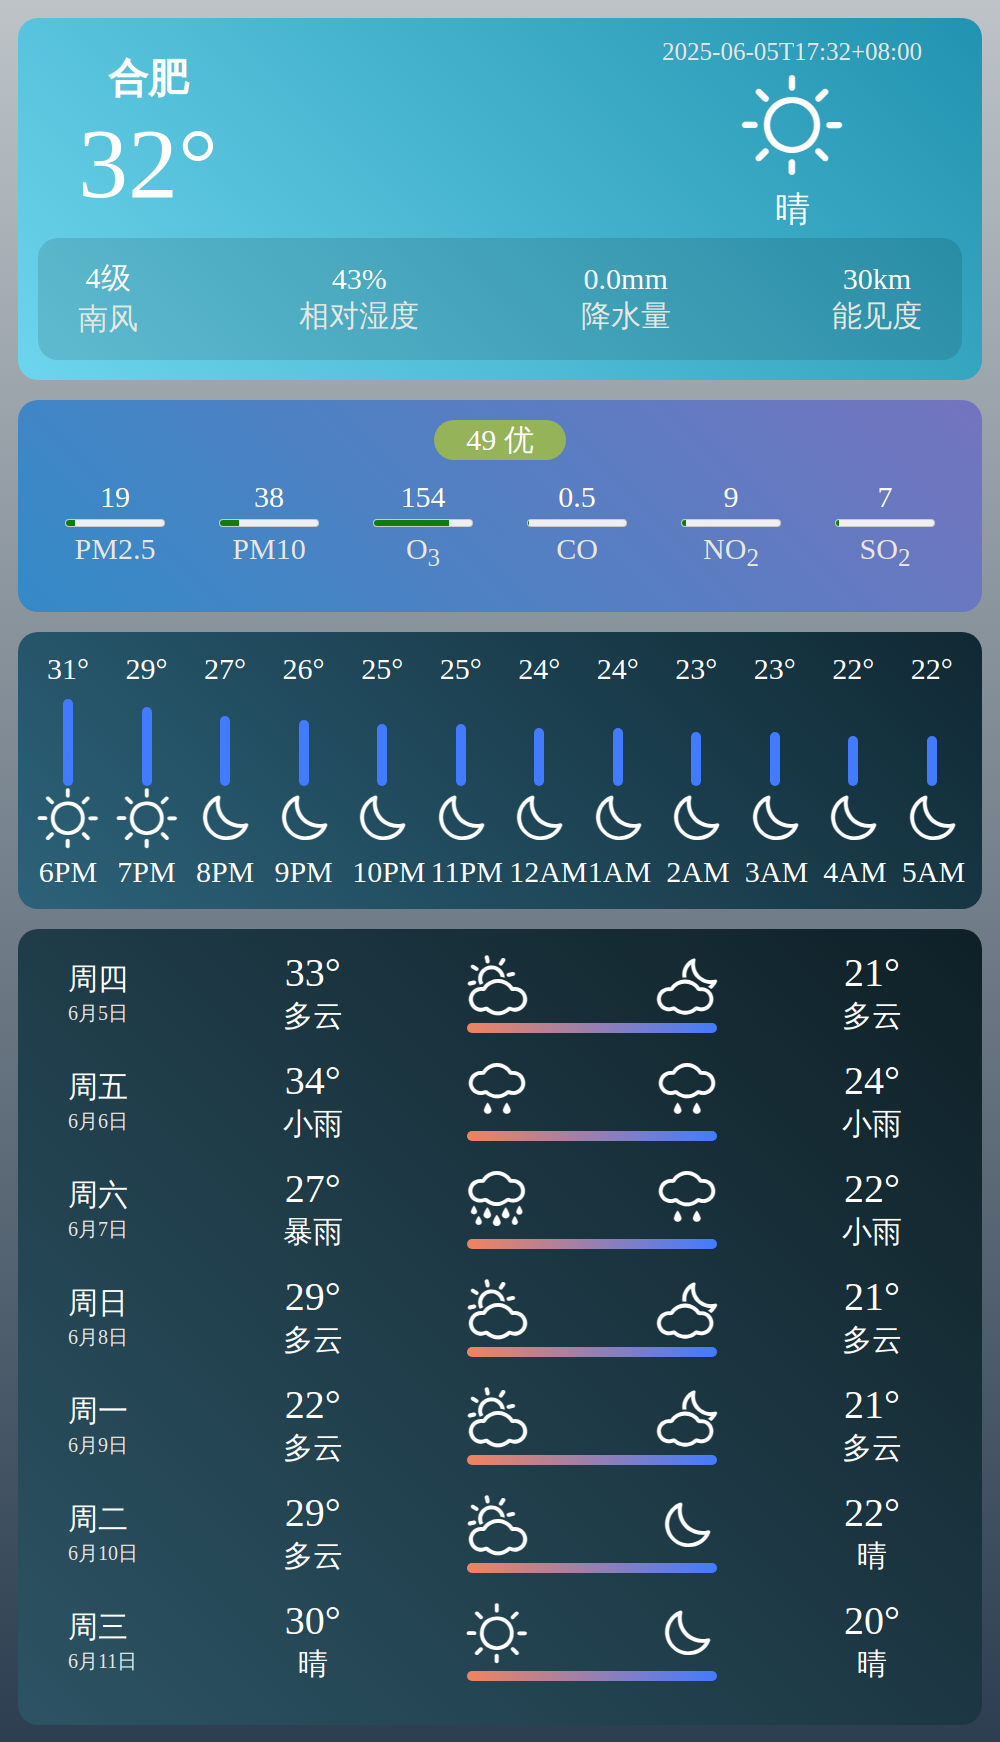 合肥
2025-06-05T17:32+08:00
32°
晴
4级 43% 0.0mm 30km
南风 相对湿度 降水量 能见度
49 优
19 38 154 0.5 9 7
PM2.5 PM10 O3 CO NO2 SO2
31° 29° 27° 26° 25° 25° 24° 24° 23° 23° 22° 22°
6PM 7PM 8PM 9PM 10PM 11PM 12AM 1AM 2AM 3AM 4AM 5AM
周四 33° 21°
6月5日 多云 多云
周五 34° 24°
6月6日 小雨 小雨
周六 27° 22°
6月7日 暴雨 小雨
周日 29° 21°
6月8日 多云 多云
周一 22° 21°
6月9日 多云 多云
周二 29° 22°
6月10日 多云 晴
周三 30° 20°
6月11日 晴 晴